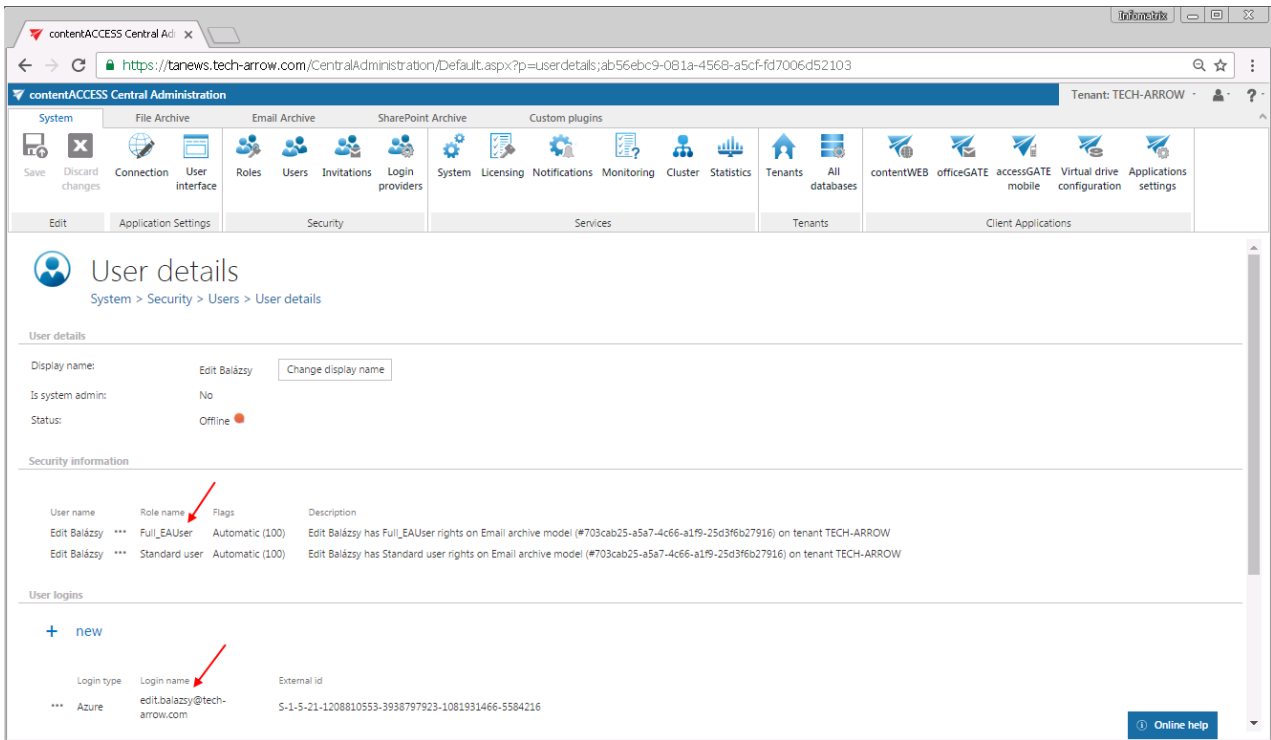 Infometrix
contentACCESS Central Ad
https://tanews.tech-arrow.com/CentralAdministration/Default.aspx?p=userdetails;ab56ebc9-081a-4568-a5cf-fd7006d52103
contentACCESS Central Administration
Tenant: TECH-ARROW
?
System File Archive Email Archive SharePoint Archive Custom plugins
Save Discard changes Connection User interface Roles Users Invitations Login providers System Licensing Notifications Monitoring Cluster Statistics Tenants All databases contentWEB officeGATE accessGATE mobile Virtual drive configuration Applications settings
Edit Application Settings Security Services Tenants Client Applications
User details
System > Security > Users > User details
User details
Display name: Edit Balázsy Change display name
Is system admin: No
Status: Offline
Security information
User name Role name Flags Description
Edit Balázsy *** Full_EAUser Automatic (100) Edit Balázsy has Full_EAUser rights on Email archive model (#703cab25-a5a7-4c66-a1f9-25d3f6b27916) on tenant TECH-ARROW
Edit Balázsy *** Standard user Automatic (100) Edit Balázsy has Standard user rights on Email archive model (#703cab25-a5a7-4c66-a1f9-25d3f6b27916) on tenant TECH-ARROW
User logins
+ new
Login type Login name External id
*** Azure edit.balazsy@tech-arrow.com S-1-5-21-1208810553-3938797923-1081931466-5584216
Online help